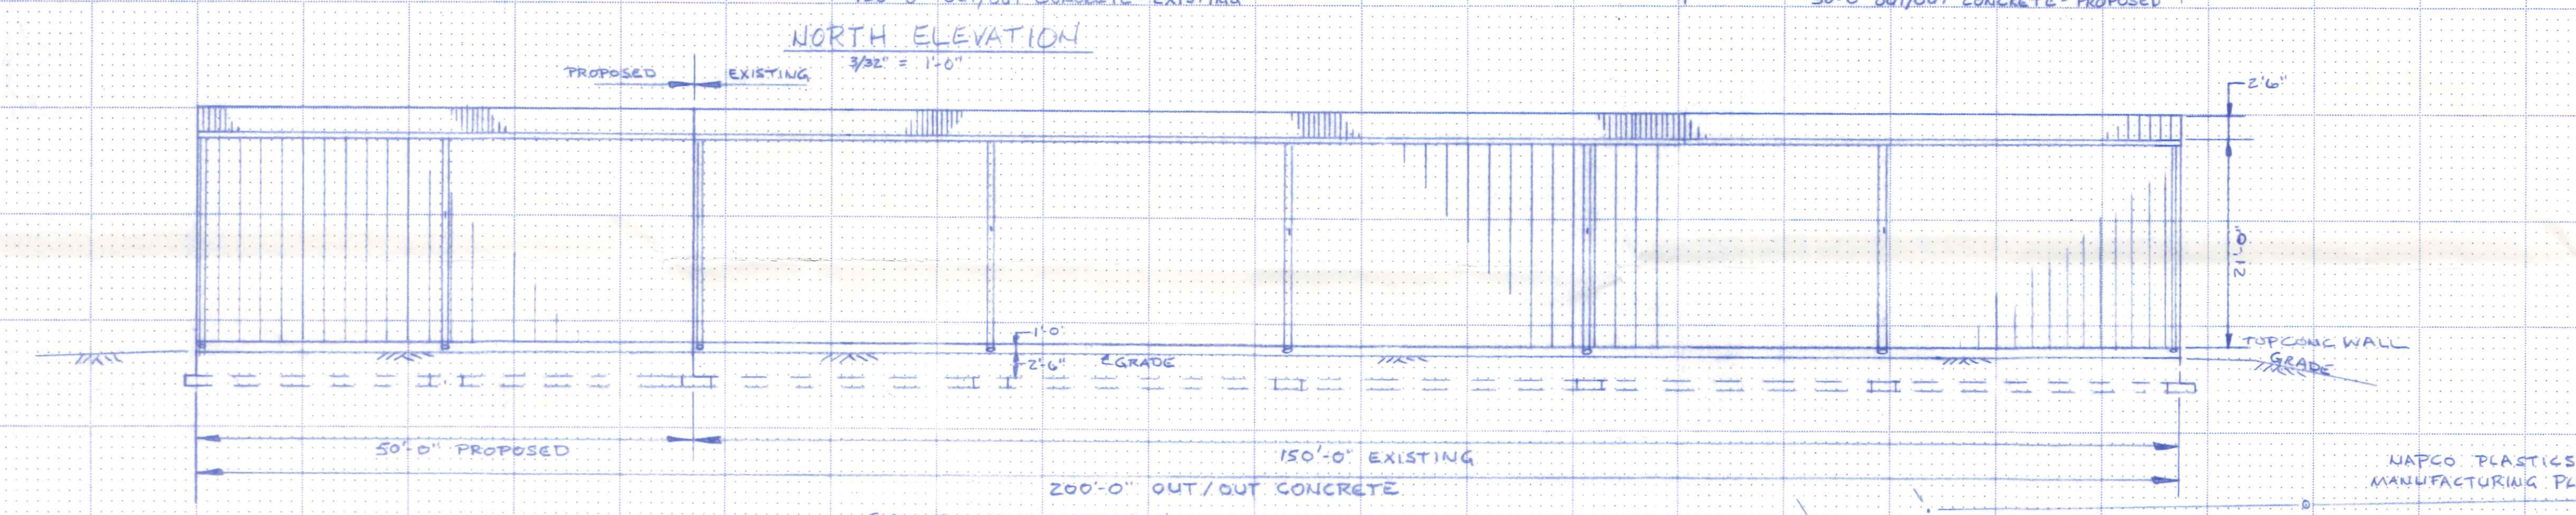 NORTH ELEVATION
3/32" = 1'-0"
PROPOSED
EXISTING
2'6"
21'-0"
1'-0"
2'-6"
GRADE
TOP CONC WALL
GRADE
50'-0" PROPOSED
150'-0" EXISTING
200'-0" OUT/OUT CONCRETE
NAPCO PLASTICS
MANUFACTURING PL